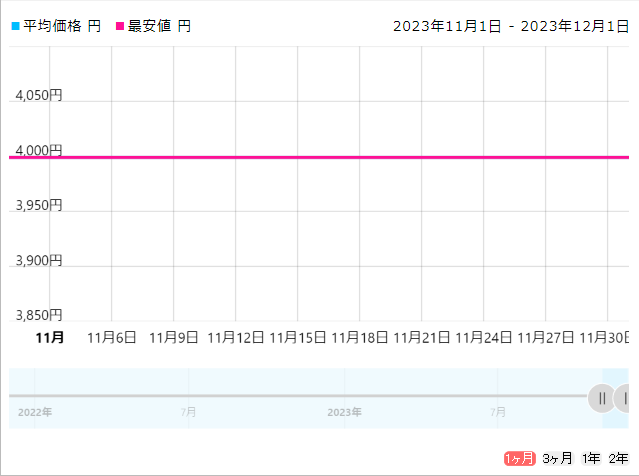 平均価格 円 最安値 円 2023年11月1日 - 2023年12月1日
4,050円
4,000円
3,950円
3,900円
3,850円
11月 11月6日 11月9日 11月12日 11月15日 11月18日 11月21日 11月24日 11月27日 11月30日
2022年 7月 2023年 7月
1ヶ月 3ヶ月 1年 2年